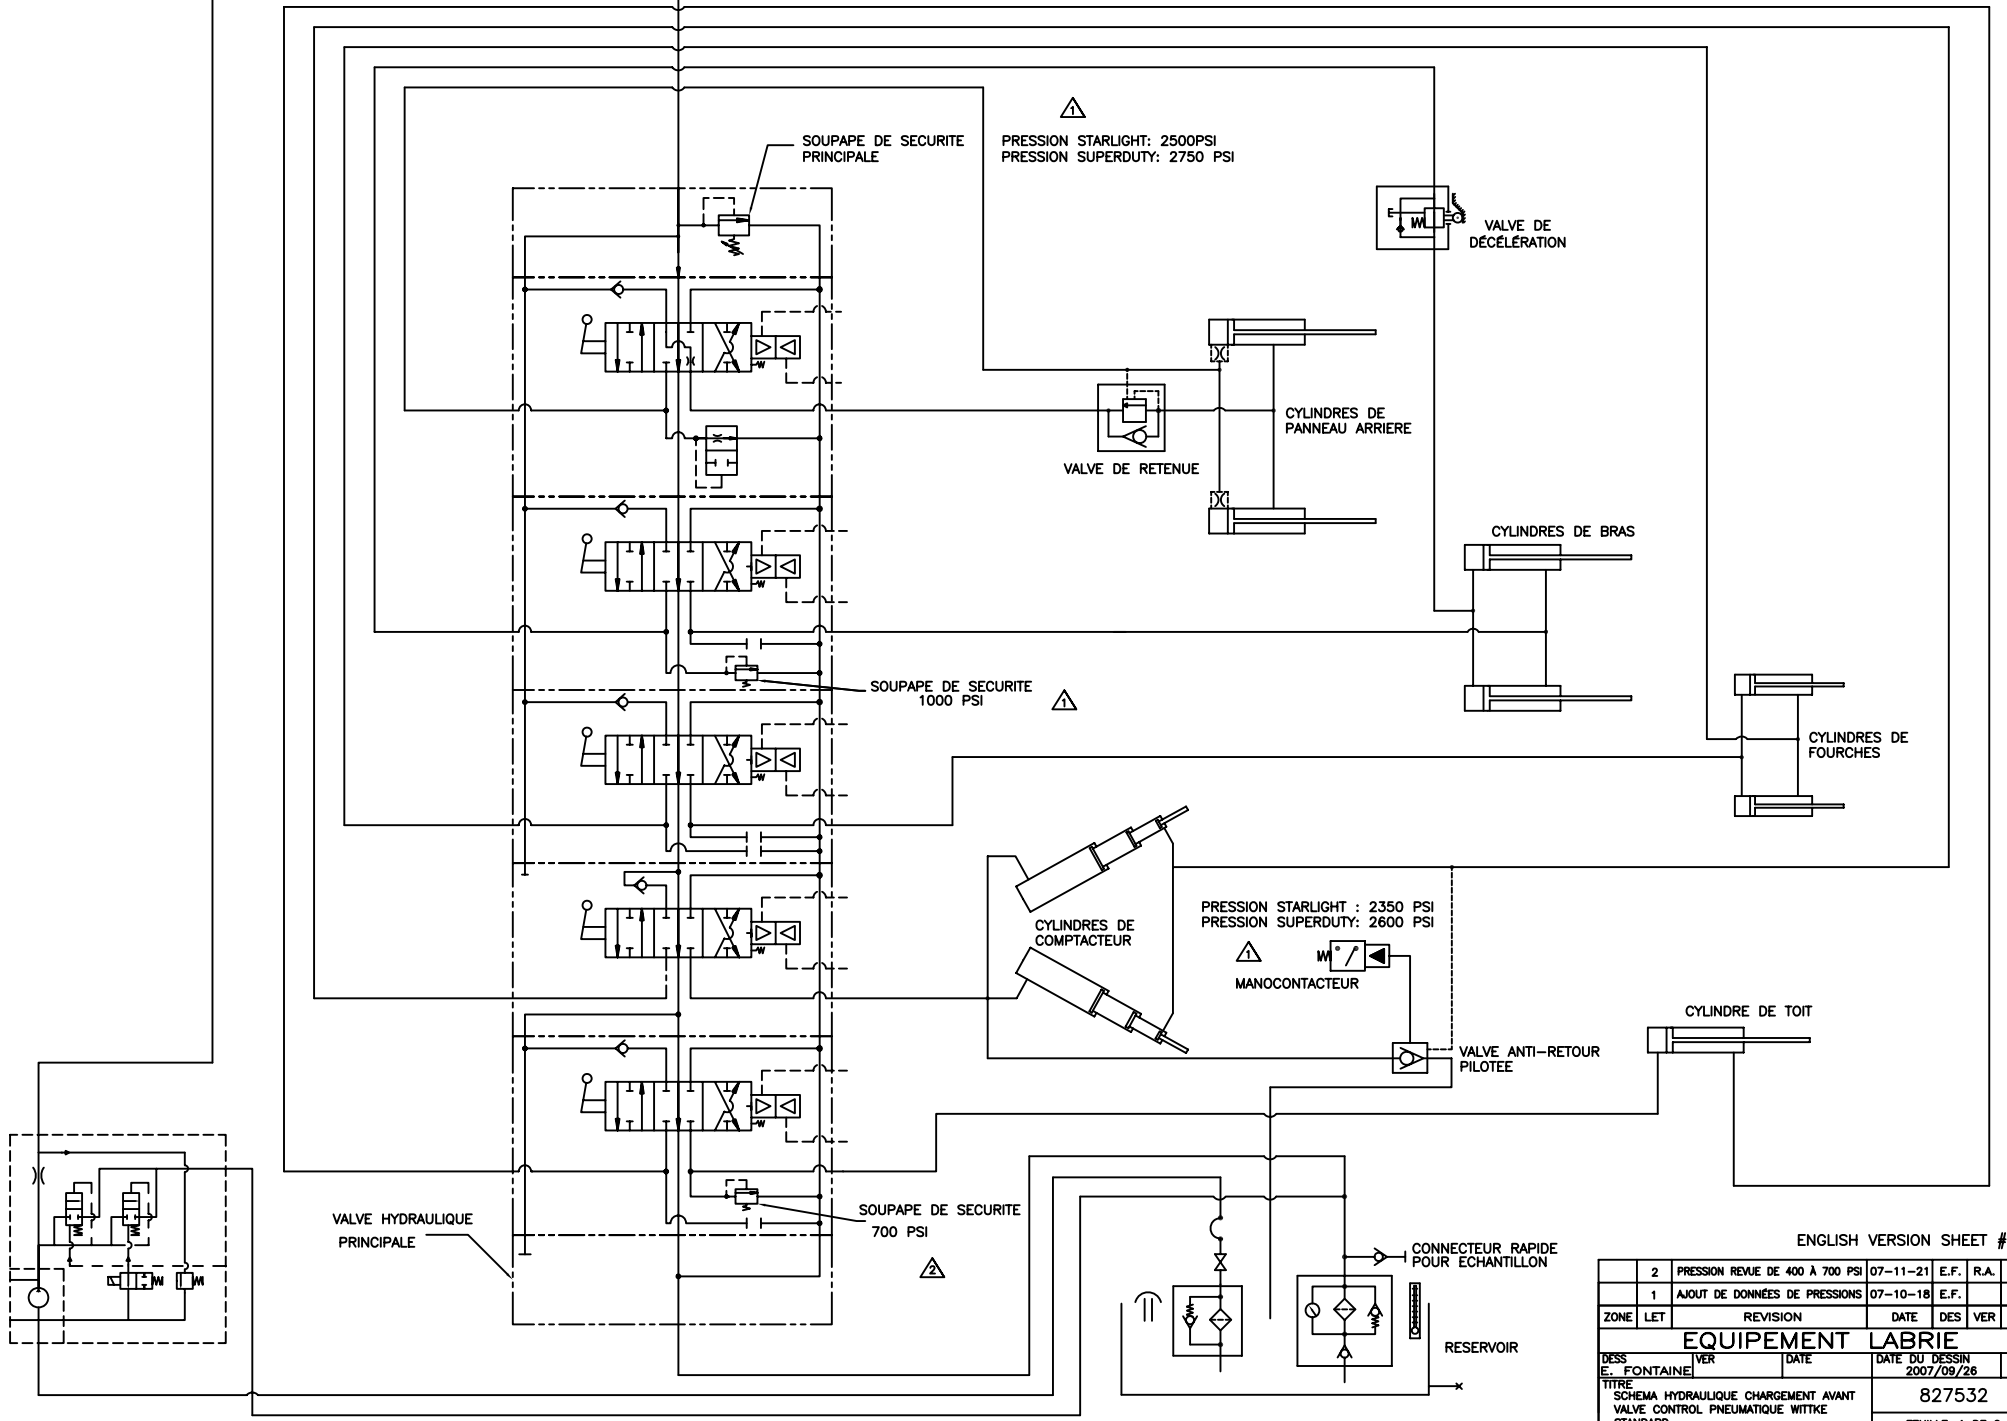 1
SOUPAPE DE SECURITE
PRINCIPALE
PRESSION STARLIGHT: 2500PSI
PRESSION SUPERDUTY: 2750 PSI
VALVE DE
DÉCÉLÉRATION
CYLINDRES DE
PANNEAU ARRIERE
VALVE DE RETENUE
CYLINDRES DE BRAS
SOUPAPE DE SECURITE
1000 PSI
1
CYLINDRES DE
FOURCHES
CYLINDRES DE
COMPTACTEUR
PRESSION STARLIGHT : 2350 PSI
PRESSION SUPERDUTY: 2600 PSI
1
MANOCONTACTEUR
CYLINDRE DE TOIT
VALVE ANTI-RETOUR
PILOTEE
SOUPAPE DE SECURITE
700 PSI
2
VALVE HYDRAULIQUE
PRINCIPALE
CONNECTEUR RAPIDE
POUR ECHANTILLON
RESERVOIR
ENGLISH VERSION SHEET #
2 PRESSION REVUE DE 400 À 700 PSI 07-11-21 E.F. R.A.
1 AJOUT DE DONNÉES DE PRESSIONS 07-10-18 E.F.
ZONE LET REVISION DATE DES VER
EQUIPEMENT LABRIE
DESS VER DATE DATE DU DESSIN
E. FONTAINE 2007/09/26
TITRE
SCHEMA HYDRAULIQUE CHARGEMENT AVANT
VALVE CONTROL PNEUMATIQUE WITTKE
827532